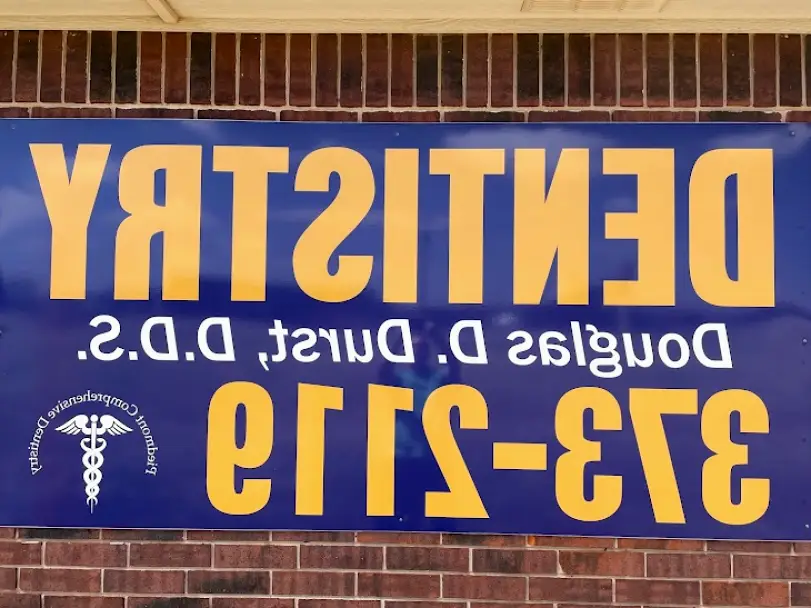 DENTISTRY
Douglas D. Durst, D.D.S.
373-2119
Piedmont Comprehensive Dentistry